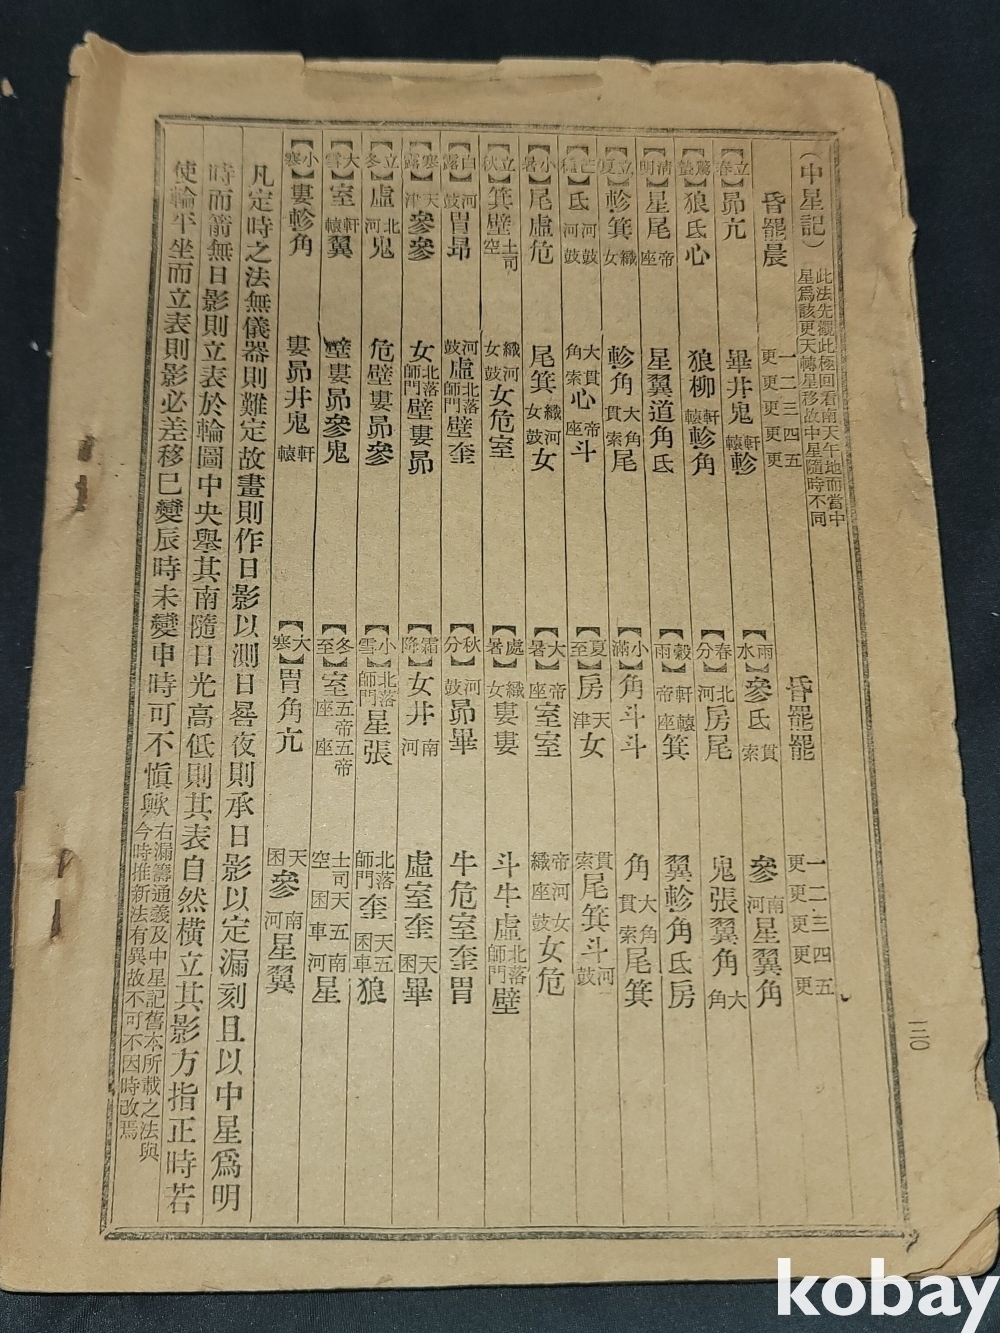 (中星記)
此法先觀此極回看南天午地而當中
星爲該更天轉星移故中星隨時不同
昏罷晨 一更二更三更四更五更
昏罷罷 一更二更三更四更五更
【立春】昴亢 畢井鬼軒轅軫
【雨水】參氐貫索 參南河星翼角
【驚蟄】狼氐心 狼柳軒轅軫角
【春分】北河房尾 鬼張翼角大角
【淸明】星尾帝座 星翼道角氐
【穀雨】軒轅帝座箕 翼軫角氐房
【立夏】軫箕織女 軫角大角貫索尾
【小滿】角斗斗 角大角貫索尾箕
【芒種】氐河鼓河鼓 大角貫索心帝座斗
【夏至】房天津女 貫索尾箕斗河鼓
【小暑】尾虛危 尾箕織女河鼓女
【大暑】帝座室室 帝座織女河鼓女危
【立秋】箕壁土司空 織女河鼓女危室
【處暑】織女婁婁 斗牛虛北落師門壁
【白露】河鼓胃昴 河鼓虛北落師門壁奎
【秋分】河鼓昴畢 牛危室奎胃
【寒露】天津參參 女北落師門壁婁昴
【霜降】女井南河 虛室奎天囷畢
【立冬】虛北河鬼 危壁婁昴參
【小雪】北落師門星張 北落師門奎天囷五車狼
【大雪】室軒轅翼 壁婁昴參鬼
【冬至】室五帝座五帝座 土司空天囷五車南河星
【小寒】婁軫角 婁昴井鬼軒轅
【大寒】胃角亢 天囷參南河星翼
凡定時之法無儀器則難定故晝則作日影以測日晷夜則承日影以定漏刻且以中星爲明
時而箭無日影則立表於輪圖中央擧其南隨日光高低則其表自然橫立其影方指正時若
使輪平坐而立表則影必差移巳變辰時未變申時可不愼歟
右漏籌通義及中星記舊本所載之法與
今時推新法有異故不可不因時改焉
一二〇
kobay